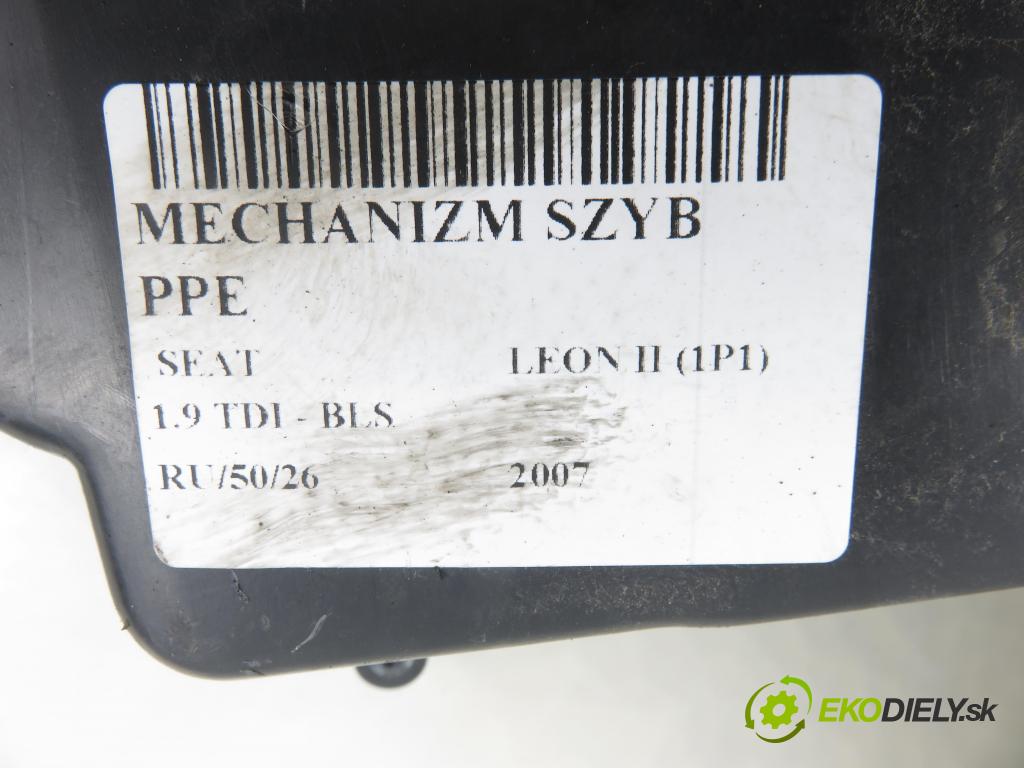 MECHANIZM SZYB
PPE
SEAT LEON II (1P1)
1.9 TDI - BLS
RU/50/26 2007
EKODIELY.sk